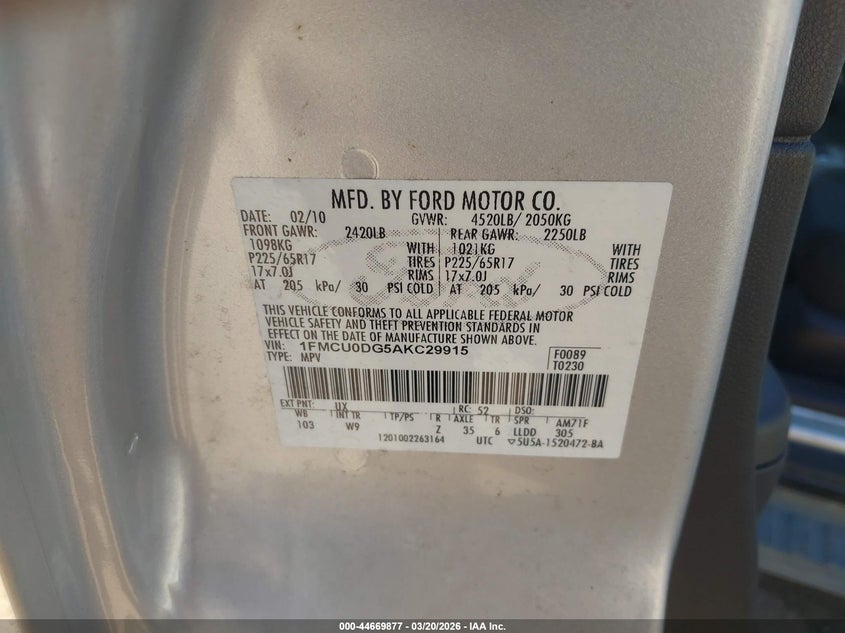 MFD. BY FORD MOTOR CO.
DATE: 02/10 GVWR: 4520LB/ 2050KG
FRONT GAWR: 2420LB REAR GAWR: 2250LB
1098KG WITH 1021KG WITH
P225/65R17 TIRES P225/65R17 TIRES
17x7.0J RIMS 17x7.0J RIMS
AT 205 kPa/ 30 PSI COLD AT 205 kPa/ 30 PSI COLD
Ford
THIS VEHICLE CONFORMS TO ALL APPLICABLE FEDERAL MOTOR
VEHICLE SAFETY AND THEFT PREVENTION STANDARDS IN
EFFECT ON THE DATE OF MANUFACTURE SHOWN ABOVE.
VIN: 1FMCU0DG5AKC29915 F0089
TYPE: MPV T0230
EXT PNT: UX RC: 52 DSO:
WB INT TR TP/PS R AXLE TR SPR AM71F
103 W9 Z 35 6 LLDD 305
1201002263164 UTC ▽5U5A-1520472-8A
000-44669877 — 03/20/2026 — IAA Inc.